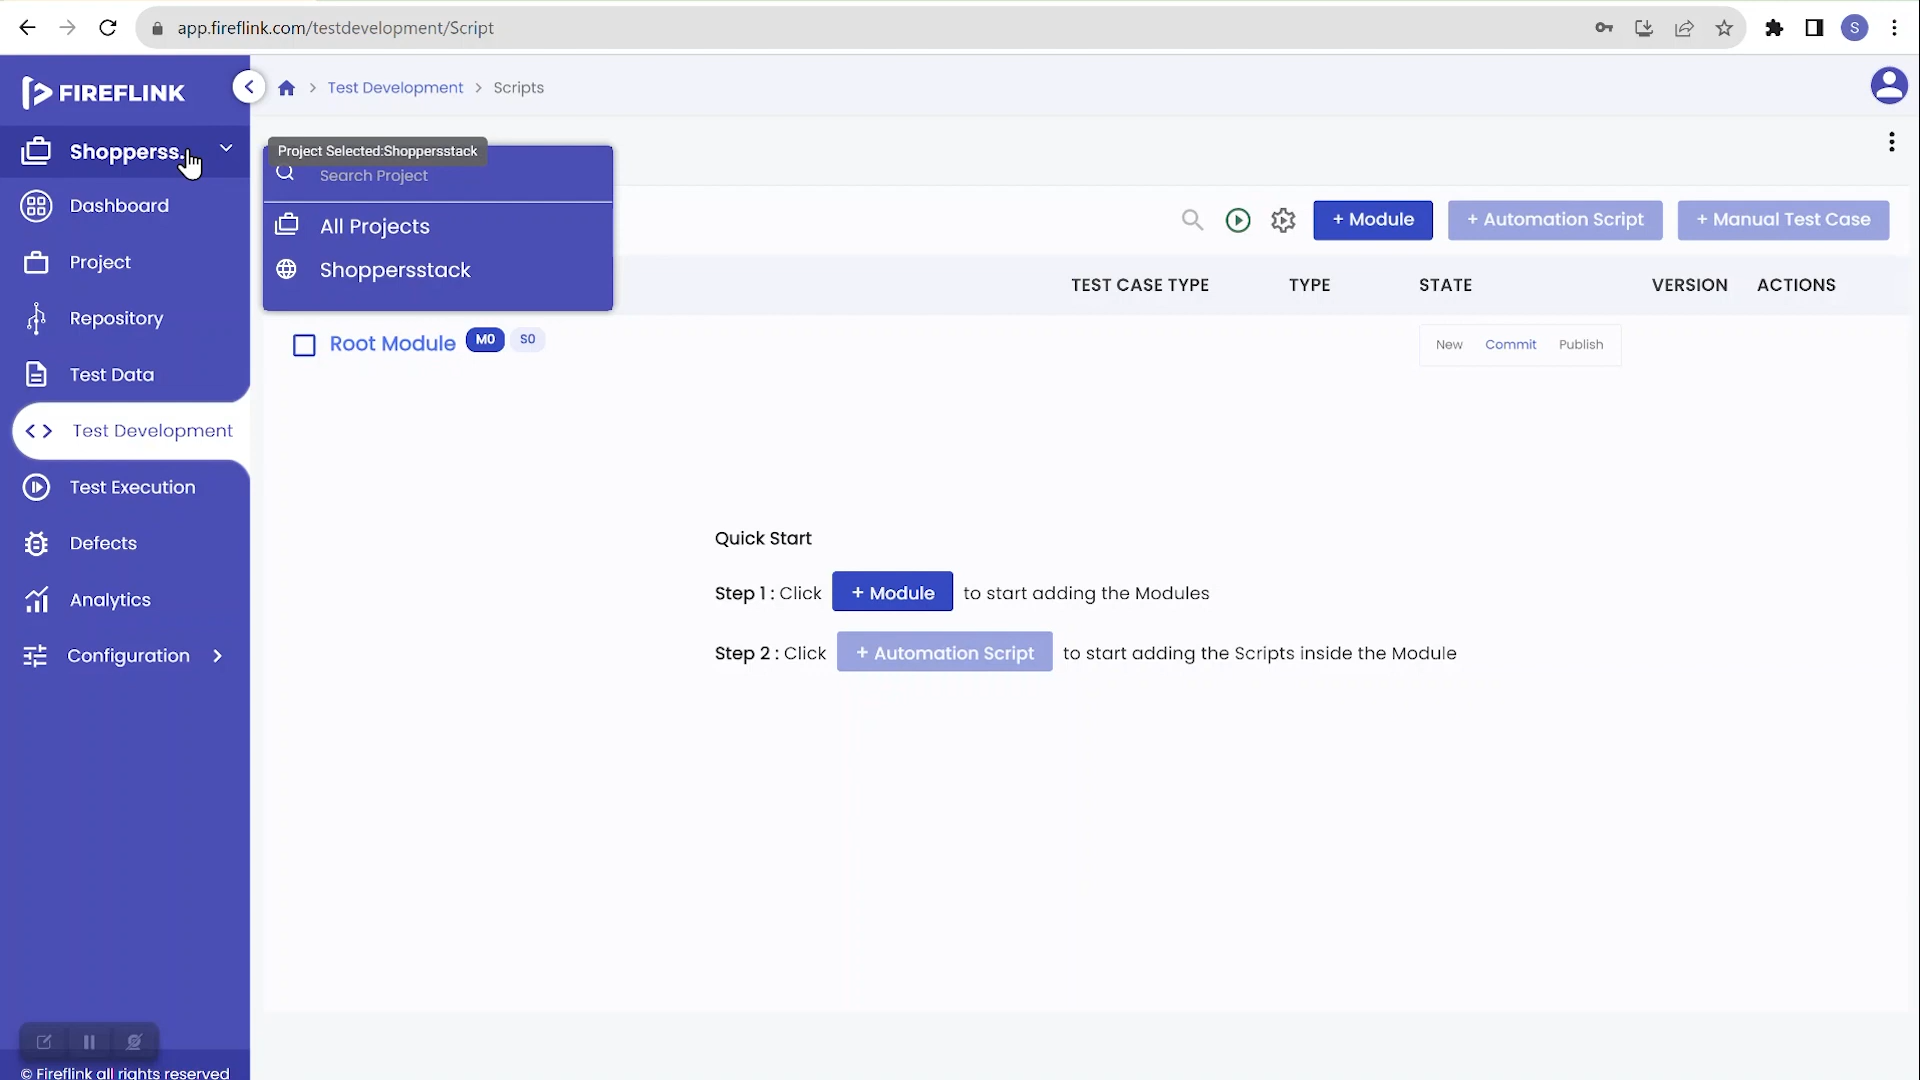 app.fireflink.com/testdevelopment/Script
S
FIREFLINK
Test Development > Scripts
Shopperss...
Project Selected:Shoppersstack
Search Project
All Projects
Shoppersstack
Dashboard
Project
Repository
Test Data
Test Development
Test Execution
Defects
Analytics
Configuration
+ Module
+ Automation Script
+ Manual Test Case
TEST CASE TYPE
TYPE
STATE
VERSION
ACTIONS
Root Module M0 S0
New Commit Publish
Quick Start
Step 1 : Click + Module to start adding the Modules
Step 2 : Click + Automation Script to start adding the Scripts inside the Module
© Fireflink all rights reserved